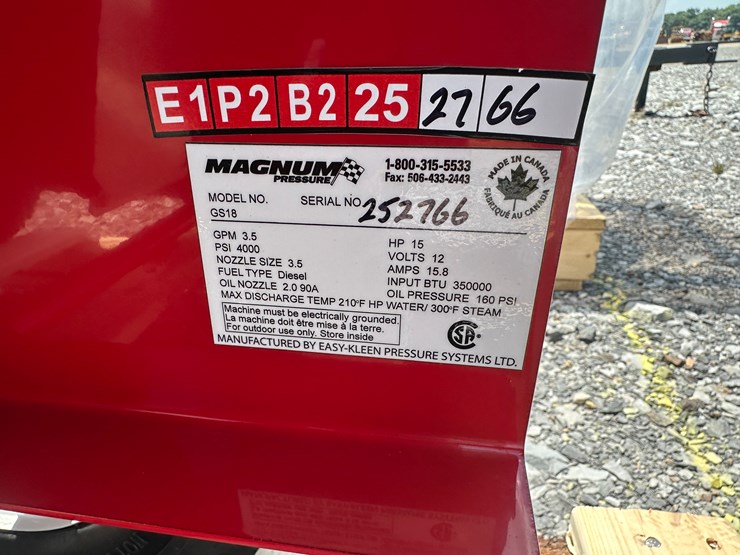 E1 P2 B2 25 27 66
MAGNUM
PRESSURE
1-800-315-5533
Fax: 506-433-2443
MADE IN CANADA
FABRIQUÉ AU CANADA
MODEL NO. SERIAL NO. 252766
GS18
GPM 3.5
PSI 4000
NOZZLE SIZE 3.5
FUEL TYPE Diesel
OIL NOZZLE 2.0 90A
HP 15
VOLTS 12
AMPS 15.8
INPUT BTU 350000
OIL PRESSURE 160 PSI
MAX DISCHARGE TEMP 210°F HP WATER/ 300°F STEAM
Machine must be electrically grounded.
La machine doit être mise à la terre.
For outdoor use only. Store inside
CSA
MANUFACTURED BY EASY-KLEEN PRESSURE SYSTEMS LTD.